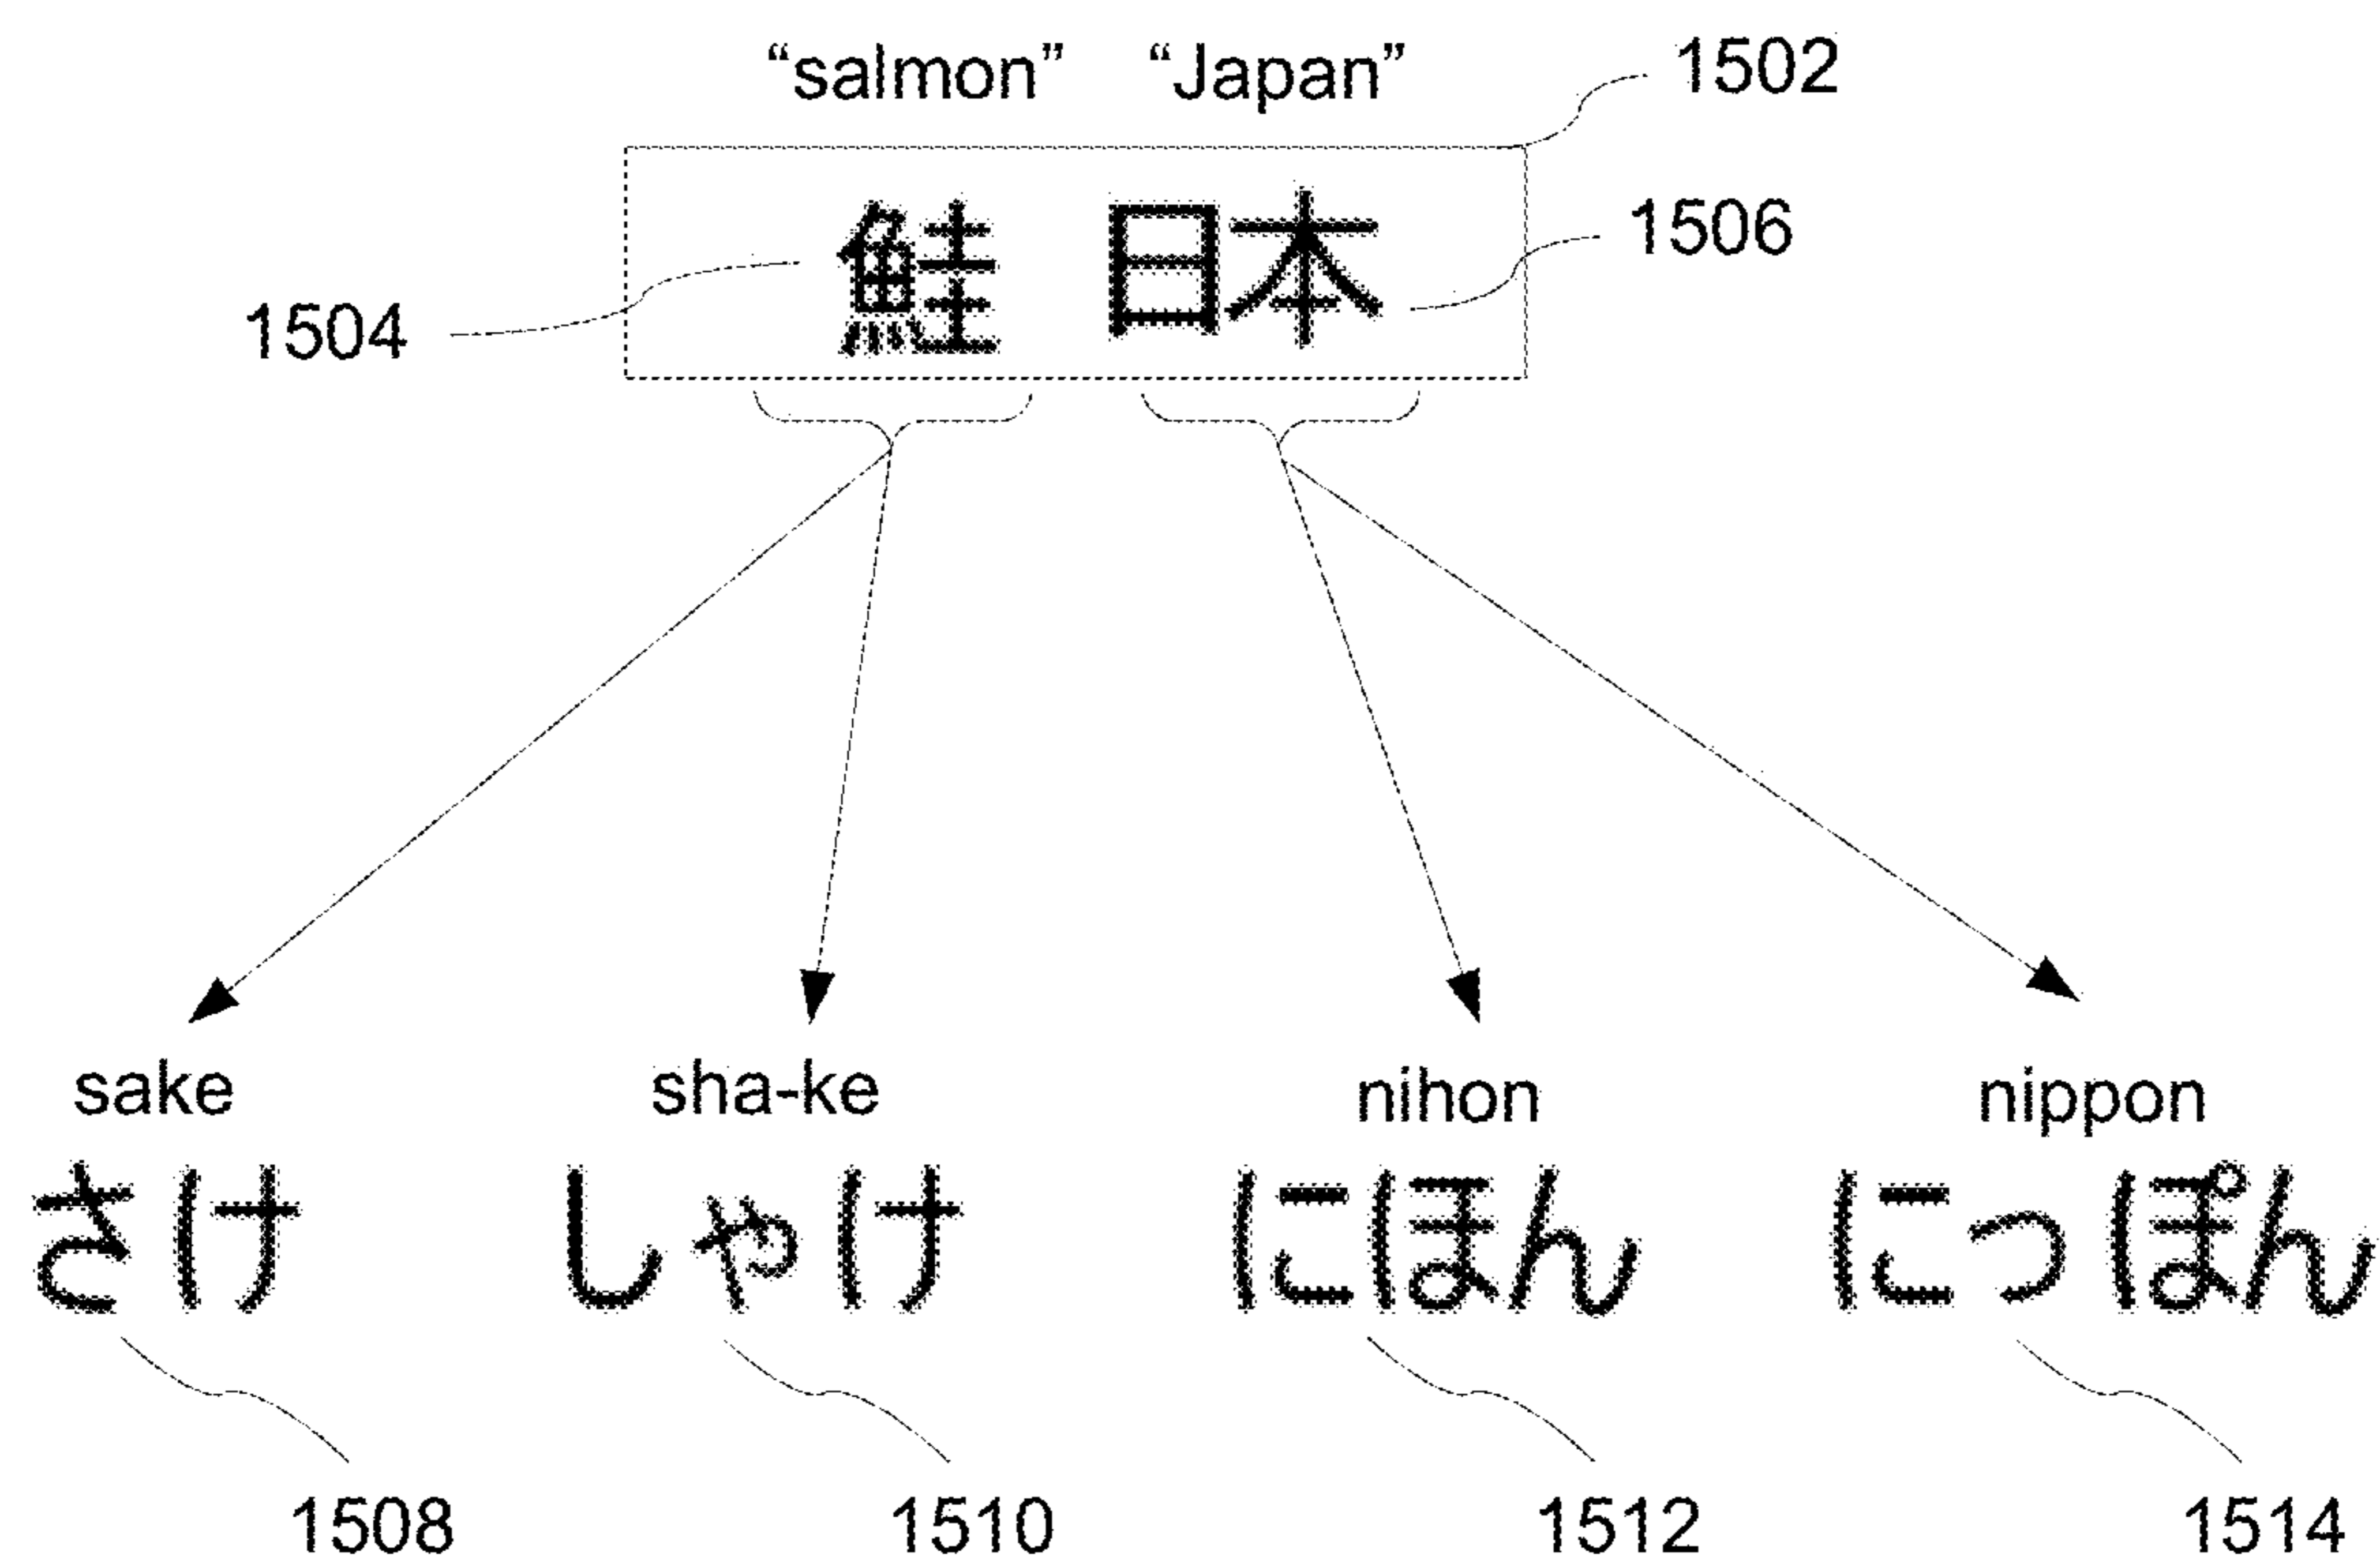 “salmon” “Japan” 1502
鮭 日本 1506
1504
sake sha-ke nihon nippon
さけ しゃけ にほん にっぽん
1508 1510 1512 1514